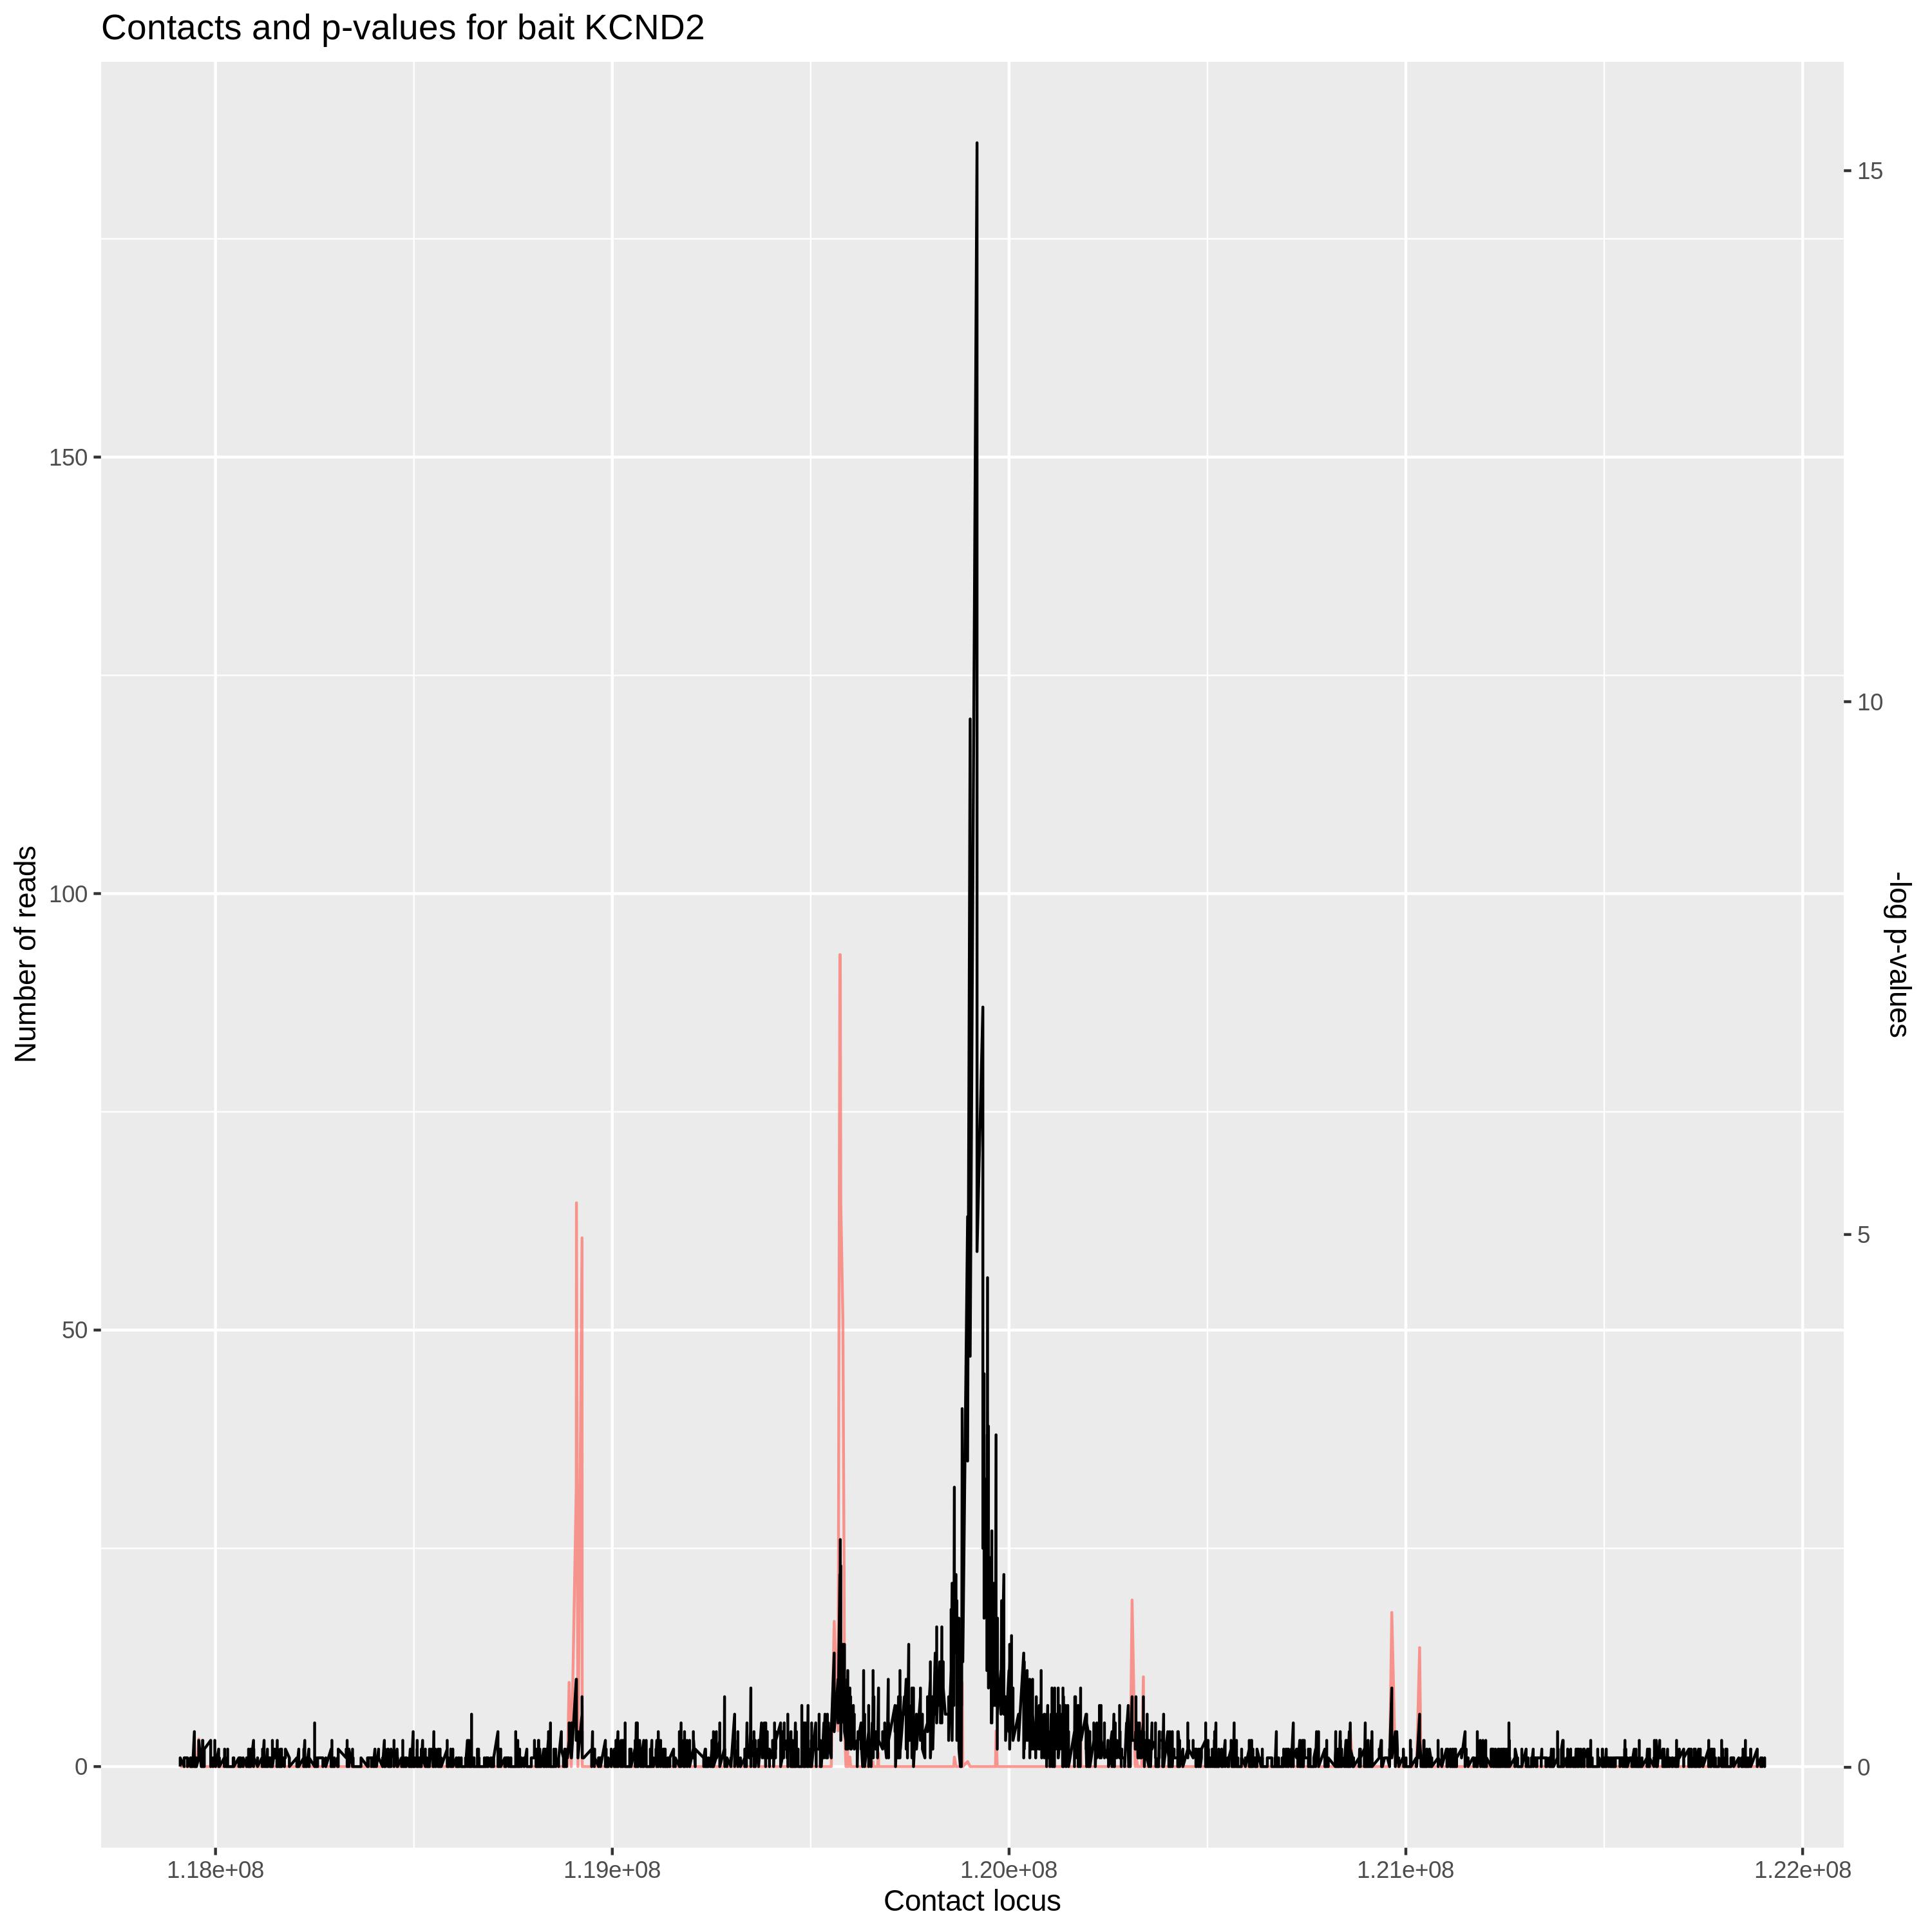 Contacts and p-values for bait KCND2
Number of reads
150
100
50
0
15
10
5
0
-log p-values
1.18e+08 1.19e+08 1.20e+08 1.21e+08 1.22e+08
Contact locus